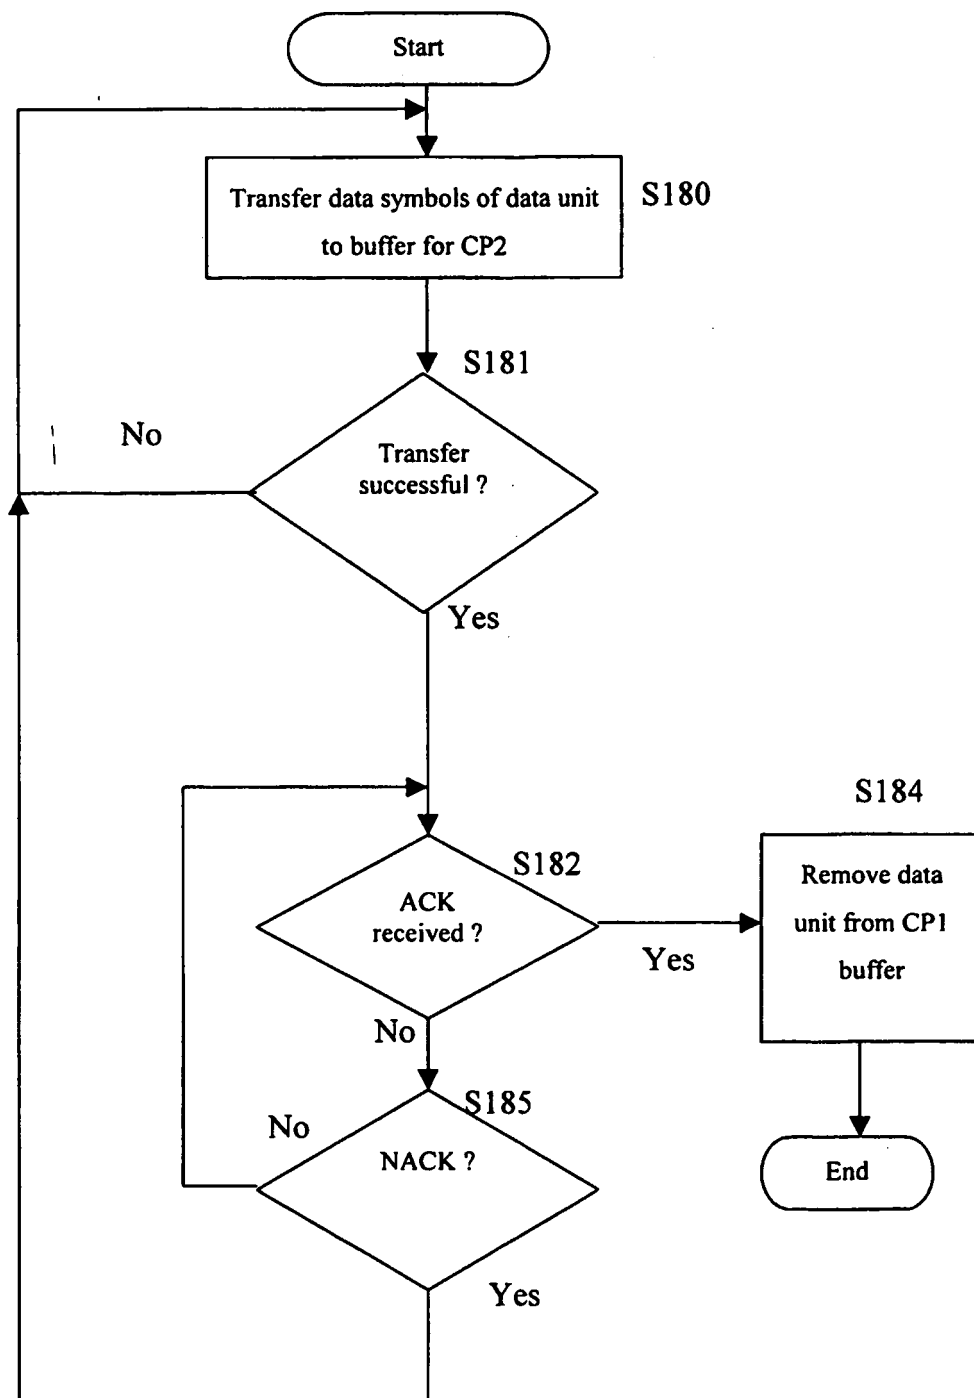 Start
Transfer data symbols of data unit
to buffer for CP2
S180
S181
No
Transfer
successful ?
Yes
S184
S182
ACK
received ?
Yes
Remove data
unit from CP1
buffer
No
S185
No
NACK ?
End
Yes